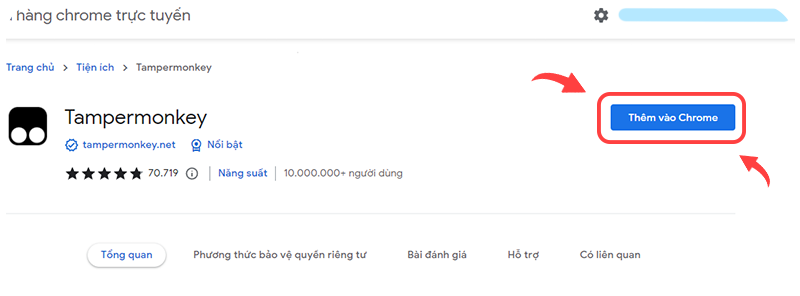 hàng chrome trực tuyến
Trang chủ > Tiện ích > Tampermonkey
Tampermonkey
Thêm vào Chrome
tampermonkey.net Nổi bật
70.719 Năng suất 10.000.000+ người dùng
Tổng quan Phương thức bảo vệ quyền riêng tư Bài đánh giá Hỗ trợ Có liên quan